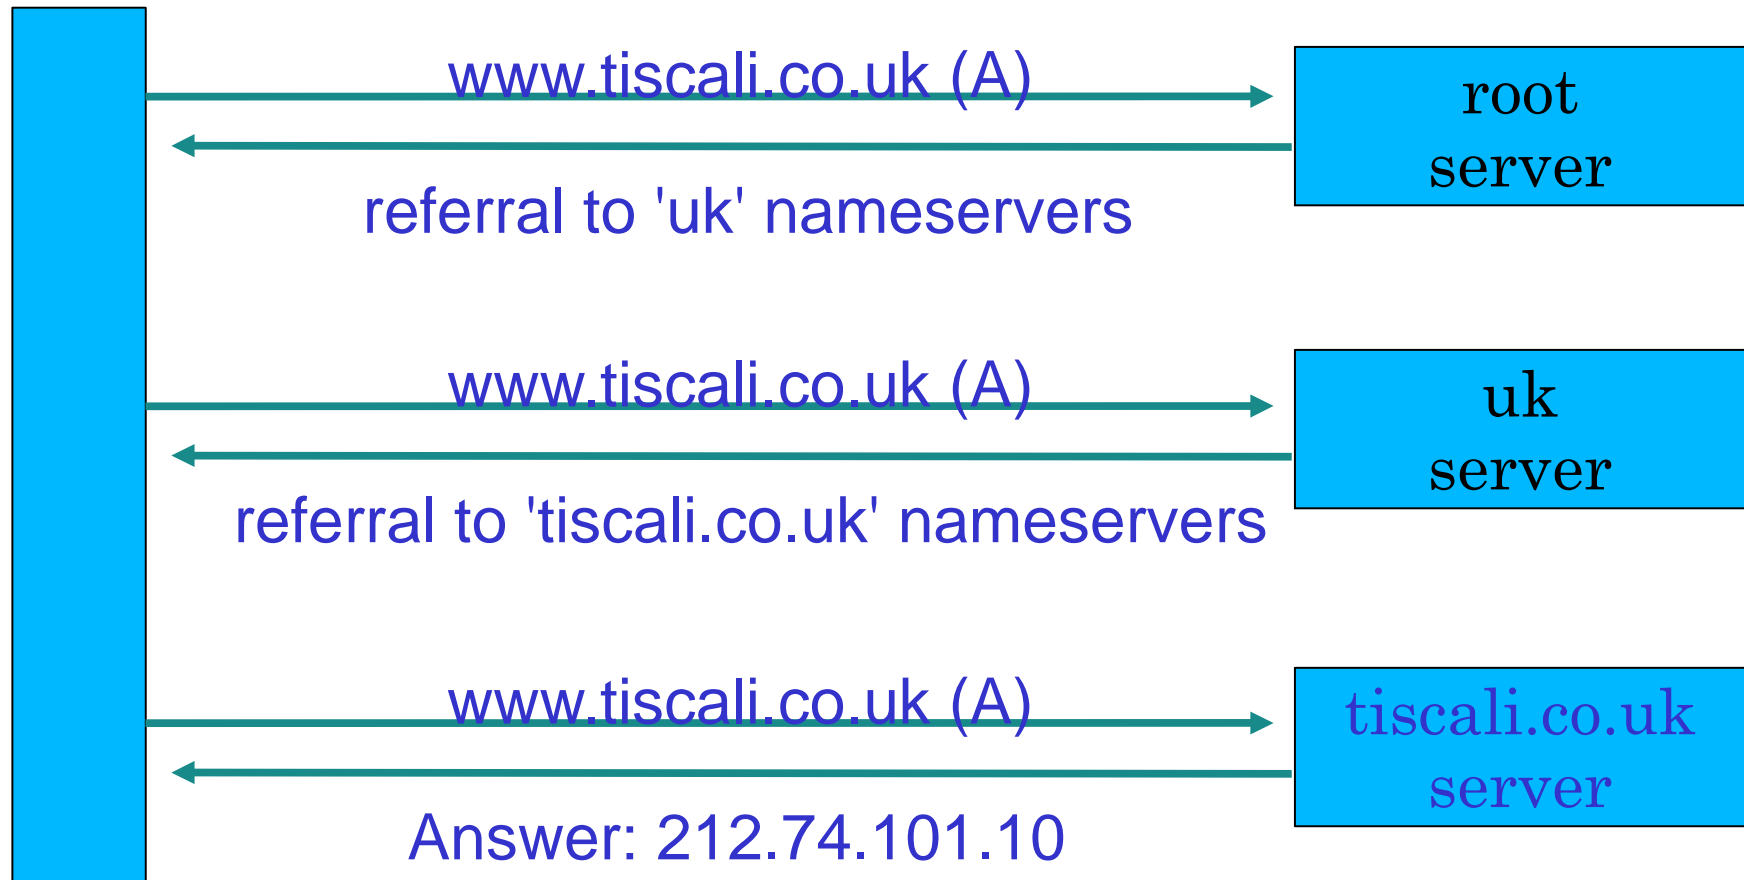 www.tiscali.co.uk (A)
root
server
referral to 'uk' nameservers
www.tiscali.co.uk (A)
uk
server
referral to 'tiscali.co.uk' nameservers
www.tiscali.co.uk (A)
tiscali.co.uk
server
Answer: 212.74.101.10